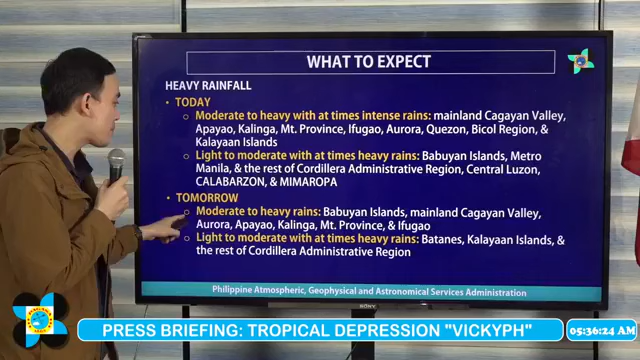 WHAT TO EXPECT
HEAVY RAINFALL
• TODAY
○ Moderate to heavy with at times intense rains: mainland Cagayan Valley,
Apayao, Kalinga, Mt. Province, Ifugao, Aurora, Quezon, Bicol Region, &
Kalayaan Islands
○ Light to moderate with at times heavy rains: Babuyan Islands, Metro
Manila, & the rest of Cordillera Administrative Region, Central Luzon,
CALABARZON, & MIMAROPA
• TOMORROW
○ Moderate to heavy rains: Babuyan Islands, mainland Cagayan Valley,
Aurora, Apayao, Kalinga, Mt. Province, & Ifugao
○ Light to moderate with at times heavy rains: Batanes, Kalayaan Islands, &
the rest of Cordillera Administrative Region
Philippine Atmospheric, Geophysical and Astronomical Services Administration
SONY
PRESS BRIEFING: TROPICAL DEPRESSION "VICKYPH"
05:36:24 AM